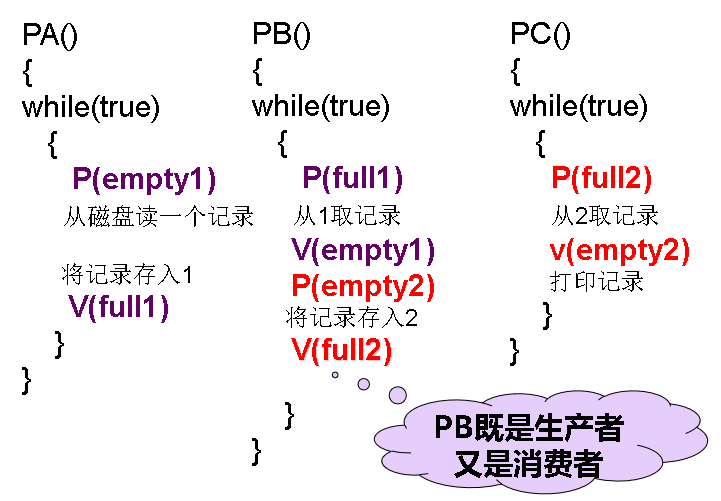 PA()
{
while(true)
{
P(empty1)
从磁盘读一个记录
将记录存入1
V(full1)
}
}
PB()
{
while(true)
{
P(full1)
从1取记录
V(empty1)
P(empty2)
将记录存入2
V(full2)
}
}
PC()
{
while(true)
{
P(full2)
从2取记录
v(empty2)
打印记录
}
}
PB既是生产者
又是消费者